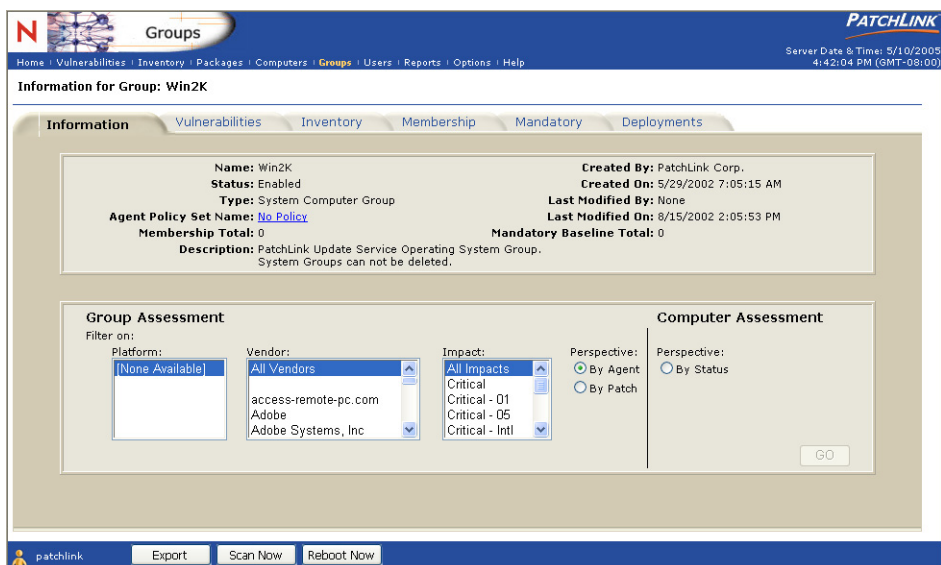 N Groups
PATCHLINK
Server Date & Time: 5/10/2005
4:42:04 PM (GMT-08:00)
Home Vulnerabilities Inventory Packages Computers Groups Users Reports Options Help
Information for Group: Win2K
Information Vulnerabilities Inventory Membership Mandatory Deployments
Name: Win2K Created By: PatchLink Corp.
Status: Enabled Created On: 5/29/2002 7:05:15 AM
Type: System Computer Group Last Modified By: None
Agent Policy Set Name: No Policy Last Modified On: 8/15/2002 2:05:53 PM
Membership Total: 0 Mandatory Baseline Total: 0
Description: PatchLink Update Service Operating System Group.
System Groups can not be deleted.
Group Assessment Computer Assessment
Filter on:
Platform: Vendor: Impact: Perspective: Perspective:
[None Available] All Vendors All Impacts By Agent By Status
Critical By Patch
access-remote-pc.com Critical - 01
Adobe Critical - 05
Adobe Systems, Inc Critical - Intl
GO
patchlink Export Scan Now Reboot Now